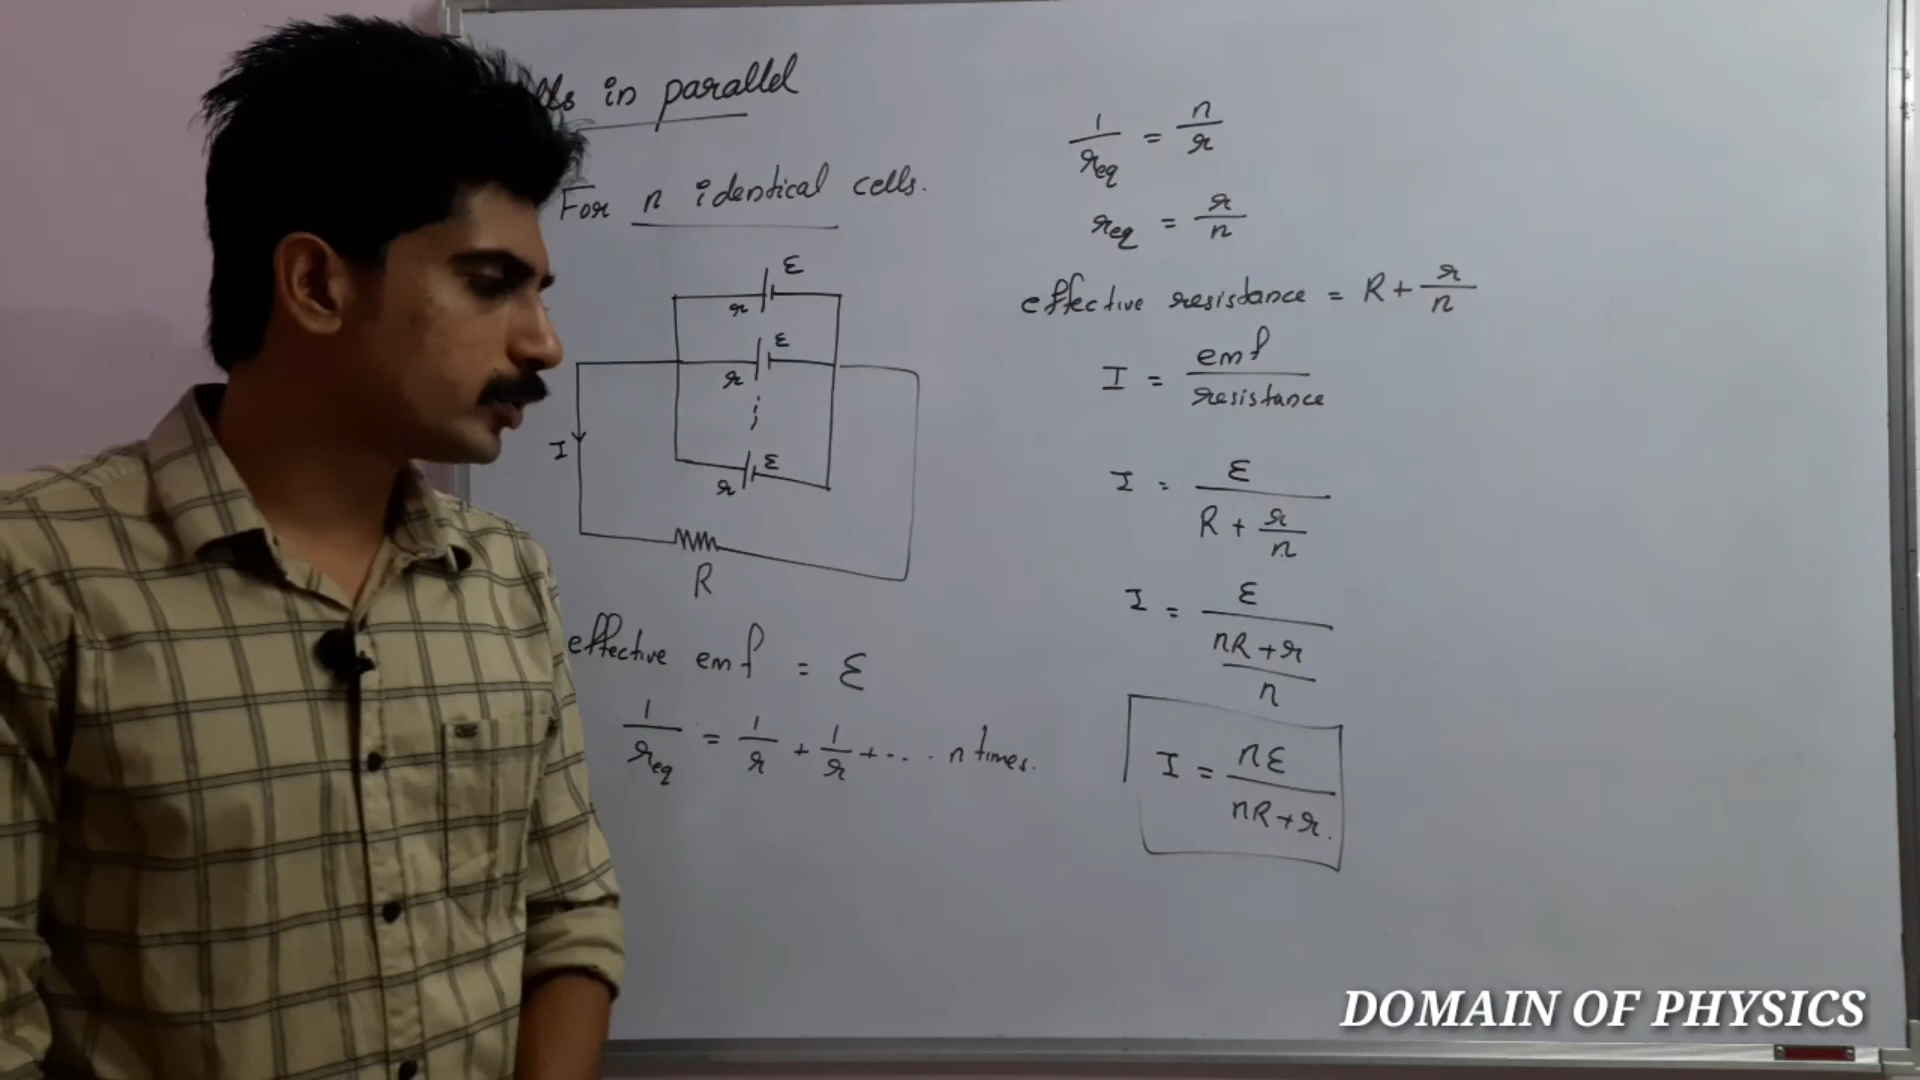 in parallel
For n identical cells.
ε
r
ε
r
ε
r
I
R
effective emf = ε
1/r_eq = 1/r + 1/r + ... n times.
1/r_eq = n/r
r_eq = r/n
effective resistance = R + r/n
I = emf/resistance
I = ε/(R + r/n)
I = ε/((nR + r)/n)
I = nε/(nR + r).
DOMAIN OF PHYSICS